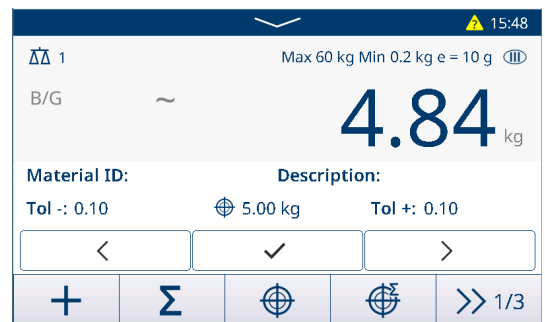 15:48
1 Max 60 kg Min 0.2 kg e = 10 g III
B/G ~ 4.84 kg
Material ID: Description:
Tol -: 0.10 5.00 kg Tol +: 0.10
Σ Σ 1/3